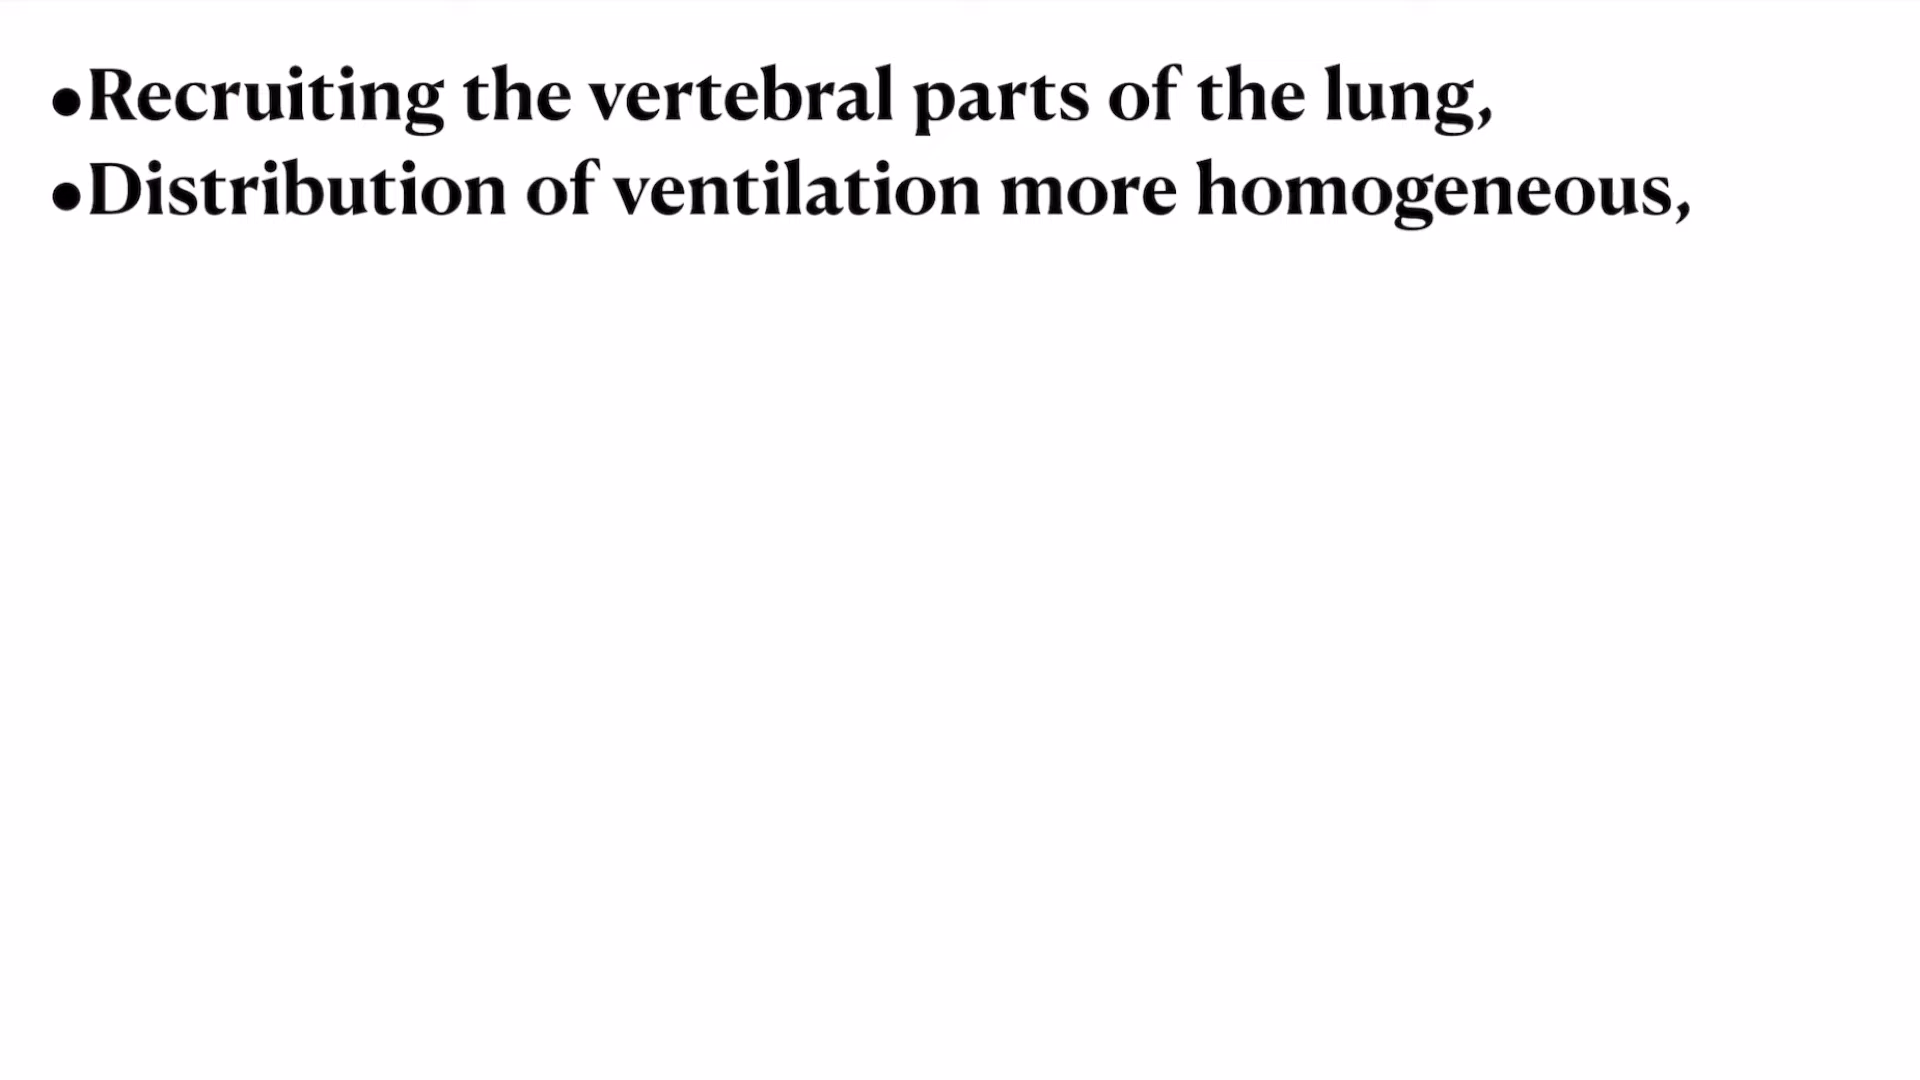 •Recruiting the vertebral parts of the lung,
•Distribution of ventilation more homogeneous,